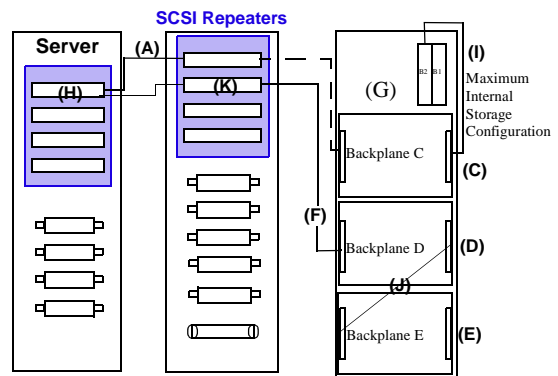 SCSI Repeaters
Server
(A)
(H)
(K)
(F)
(G)
B2 B1
(I)
Maximum
Internal
Storage
Configuration
Backplane C
(C)
Backplane D
(D)
(J)
Backplane E
(E)